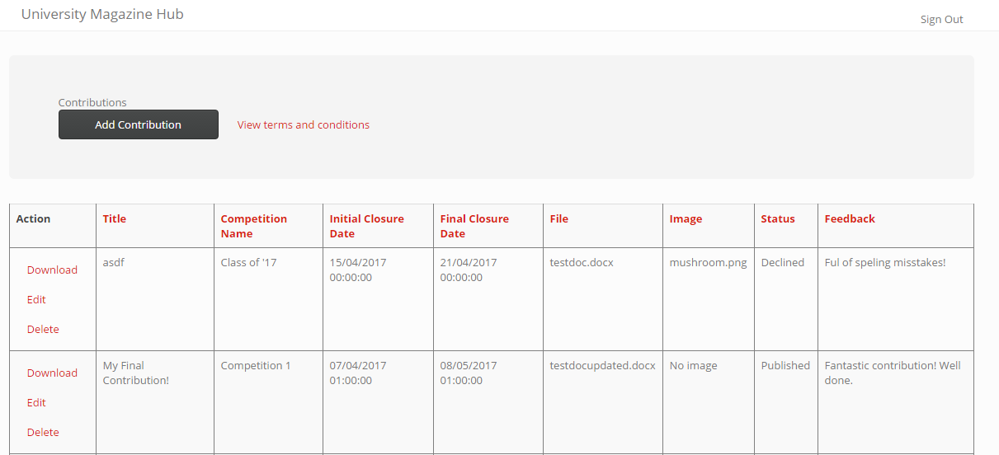 University Magazine Hub
Sign Out
Contributions
Add Contribution
View terms and conditions
Action
Title
Competition
Name
Initial Closure
Date
Final Closure
Date
File
Image
Status
Feedback
Download
Edit
Delete
asdf
Class of '17
15/04/2017
00:00:00
21/04/2017
00:00:00
testdoc.docx
mushroom.png
Declined
Ful of speling misstakes!
Download
Edit
Delete
My Final
Contribution!
Competition 1
07/04/2017
01:00:00
08/05/2017
01:00:00
testdocupdated.docx
No image
Published
Fantastic contribution! Well
done.